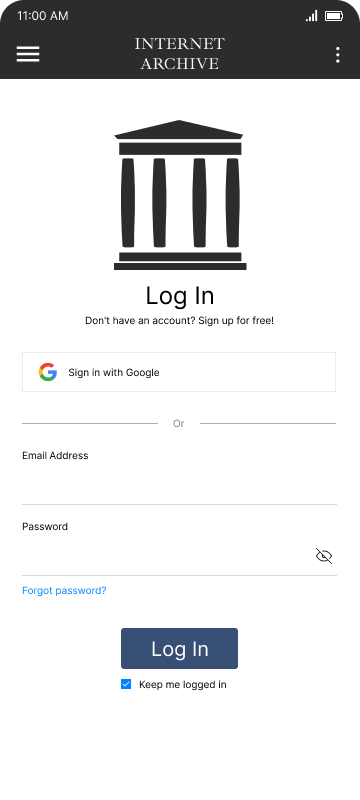 11:00 AM
INTERNET
ARCHIVE
Log In
Don't have an account? Sign up for free!
Sign in with Google
Or
Email Address
Password
Forgot password?
Log In
Keep me logged in